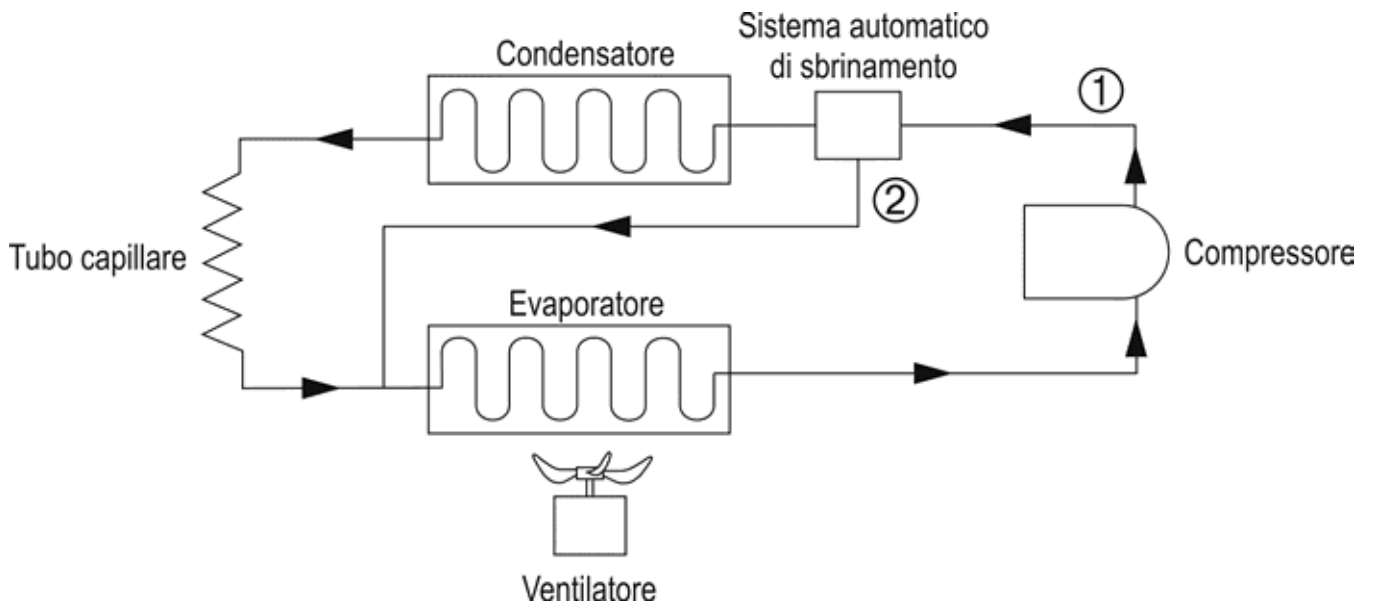 Sistema automatico
di sbrinamento
Condensatore
①
②
Tubo capillare
Compressore
Evaporatore
Ventilatore